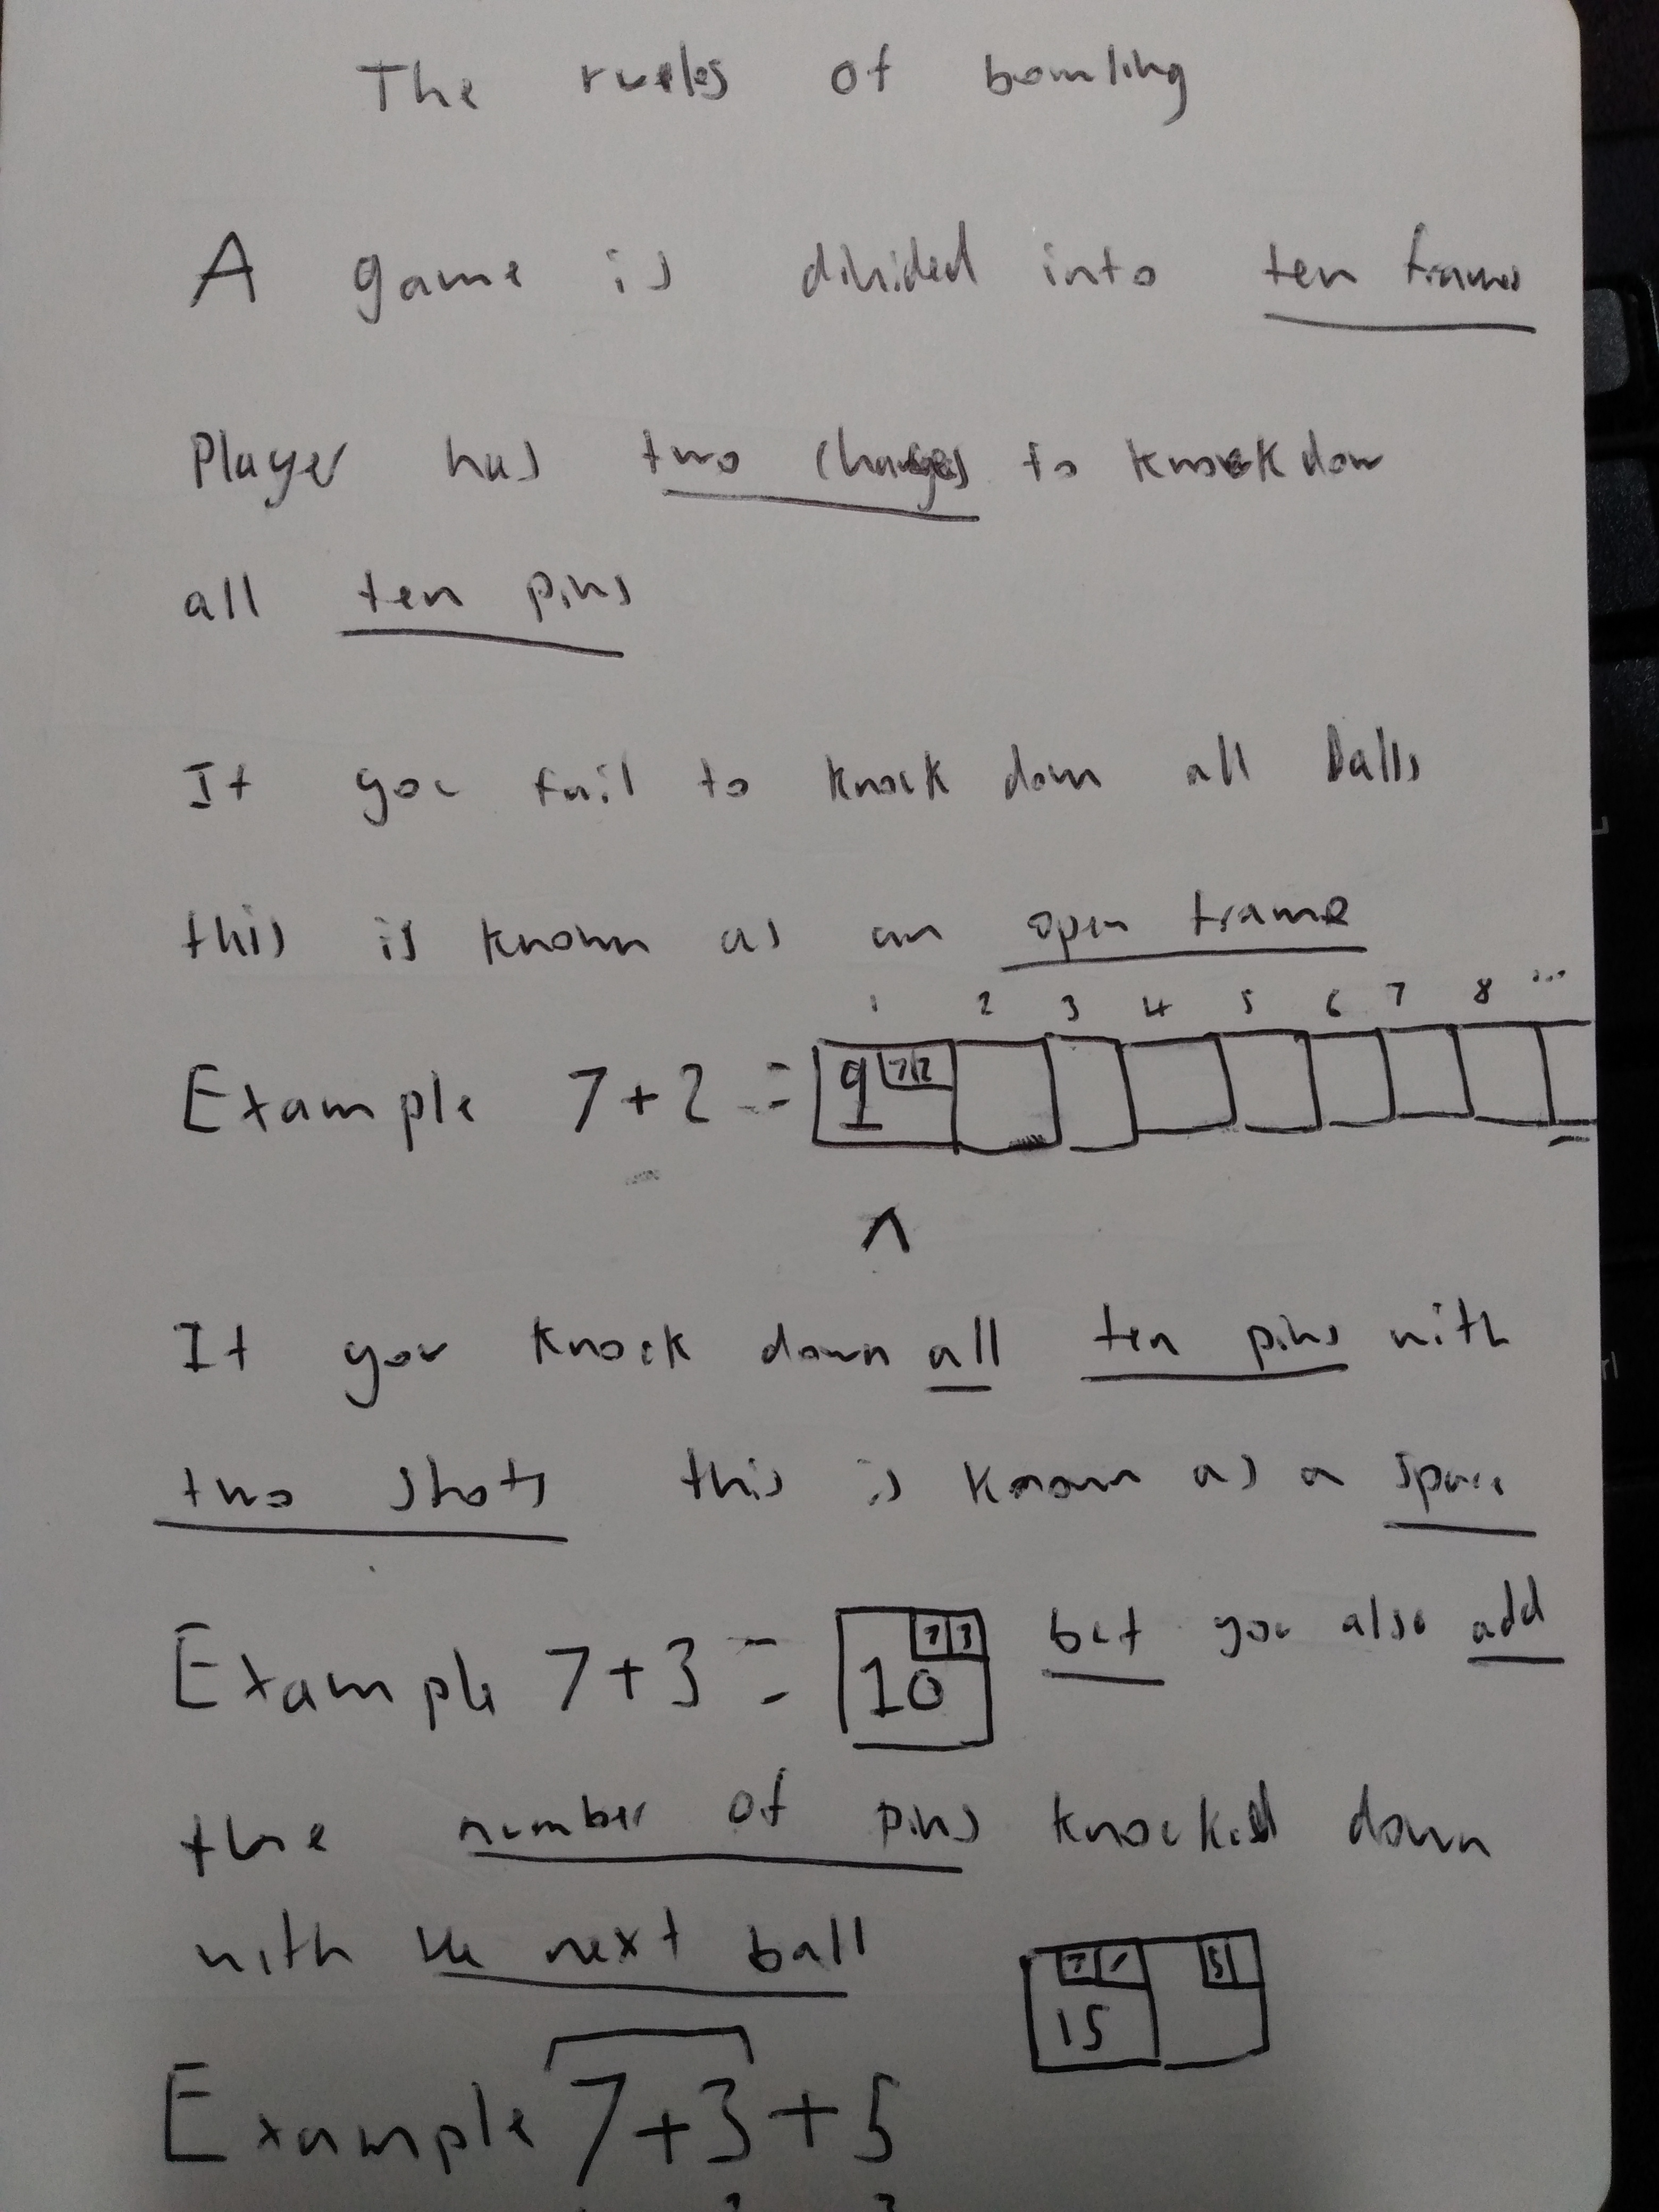 The rules of bowling
A game is divided into ten frames
Player has two changes to knock dow
all ten pins
If you fail to knock down all balls
this is known as an open frame
1 2 3 4 5 6 7 8 ...
Example 7+2 = 9 7 2
If you knock down all ten pins with
two shots this is known as a spare
Example 7+3 = 10 7 3 but you also add
the number of pins knocked down
with the next ball
7 / 5
15
Example 7+3+5